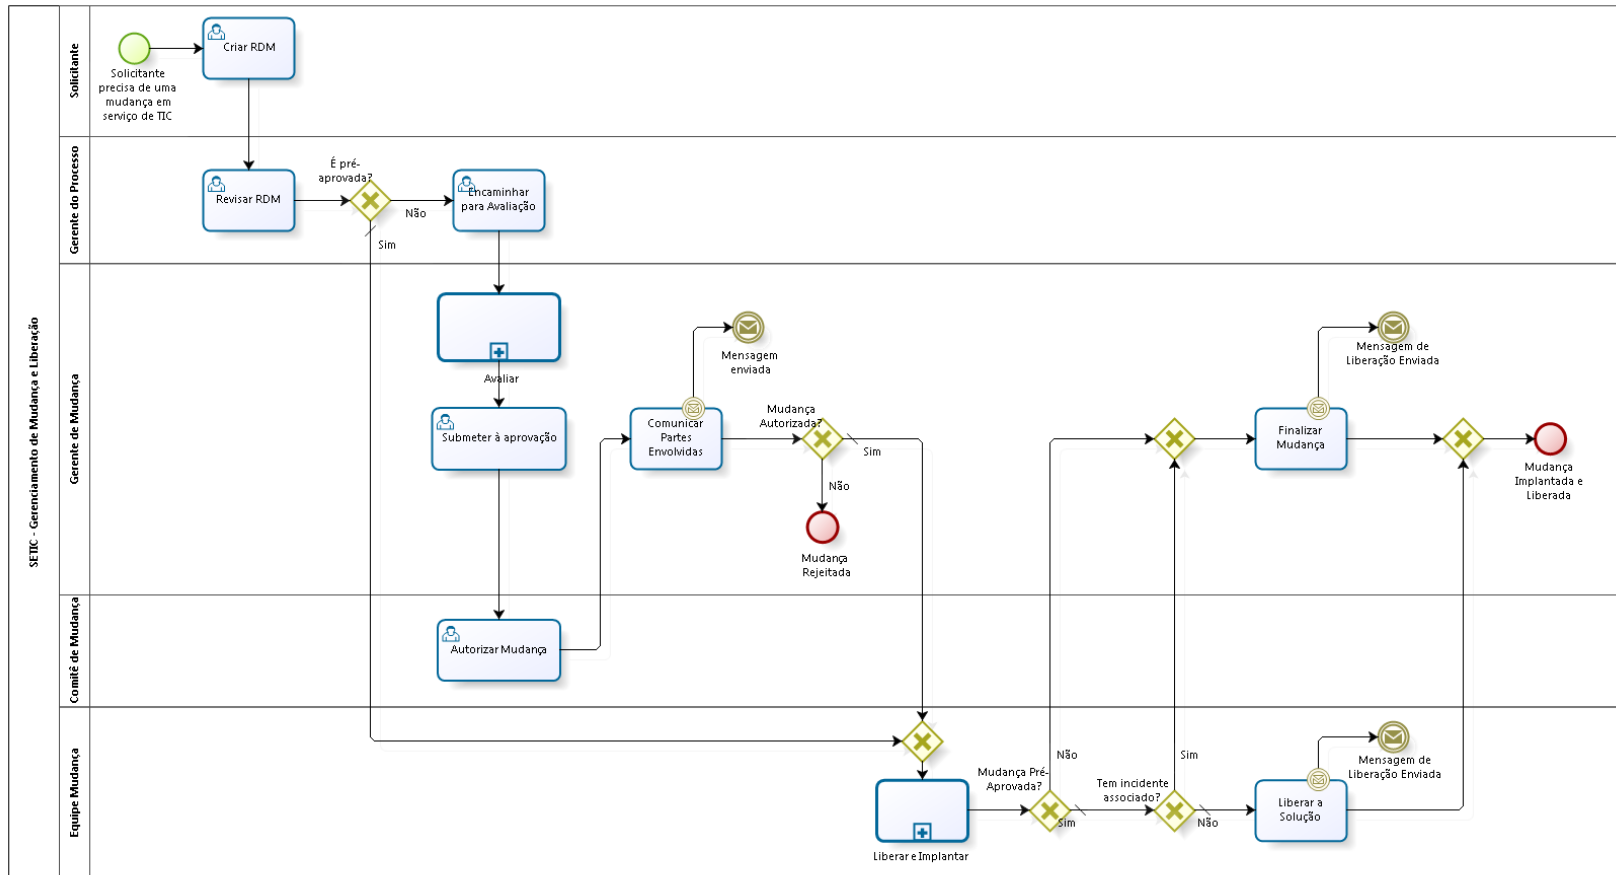 SETIC - Gerenciamento de Mudança e Liberação
Solicitante
Solicitante
precisa de uma
mudança em
serviço de TIC
Criar RDM
Gerente do Processo
Revisar RDM
É pré-
aprovada?
Não
Sim
Encaminhar
para Avaliação
Gerente de Mudança
Avaliar
Submeter à aprovação
Comunicar
Partes
Envolvidas
Mensagem
enviada
Mudança
Autorizada?
Sim
Não
Mudança
Rejeitada
Finalizar
Mudança
Mensagem de
Liberação Enviada
Mudança
Implantada e
Liberada
Comitê de Mudança
Autorizar Mudança
Equipe Mudança
Liberar e Implantar
Mudança Pré-
Aprovada?
Não
Sim
Tem incidente
associado?
Sim
Não
Liberar a
Solução
Mensagem de
Liberação Enviada